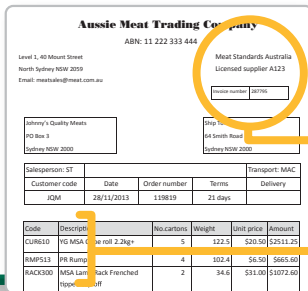 Aussie Meat Trading Company
ABN: 11 222 333 444
Level 1, 40 Mount Street
North Sydney NSW 2059
Email: meatsales@meat.com.au
Meat Standards Australia
Licensed supplier A123
Invoice number 287795
Johnny's Quality Meats
PO Box 3
Sydney NSW 2000
Ship
64 Smith Road
Sydney NSW 2000
Salesperson: ST Transport: MAC
Customer code Date Order number Terms Delivery
JQM 28/11/2013 119819 21 days
Code No.cartons Weight Unit price Amount
CUR610 YG MSA roll 2.2kg+ 5 122.5 $20.50 $2511.25
RMP513 PR Rump 4 102.4 $6.50 $665.60
RACK300 MSA Rack Frenched 2 34.6 $31.00 $1072.60
off